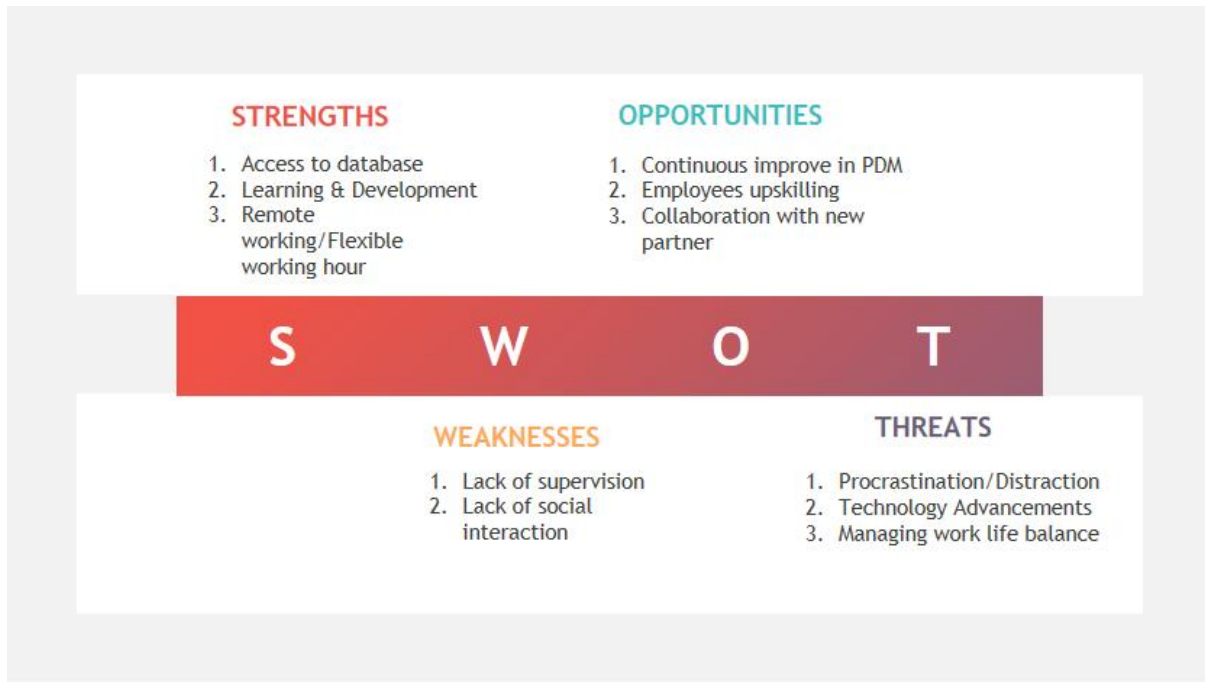 STRENGTHS
1. Access to database
2. Learning & Development
3. Remote
working/Flexible
working hour
OPPORTUNITIES
1. Continuous improve in PDM
2. Employees upskilling
3. Collaboration with new
partner
S W O T
WEAKNESSES
1. Lack of supervision
2. Lack of social
interaction
THREATS
1. Procrastination/Distraction
2. Technology Advancements
3. Managing work life balance